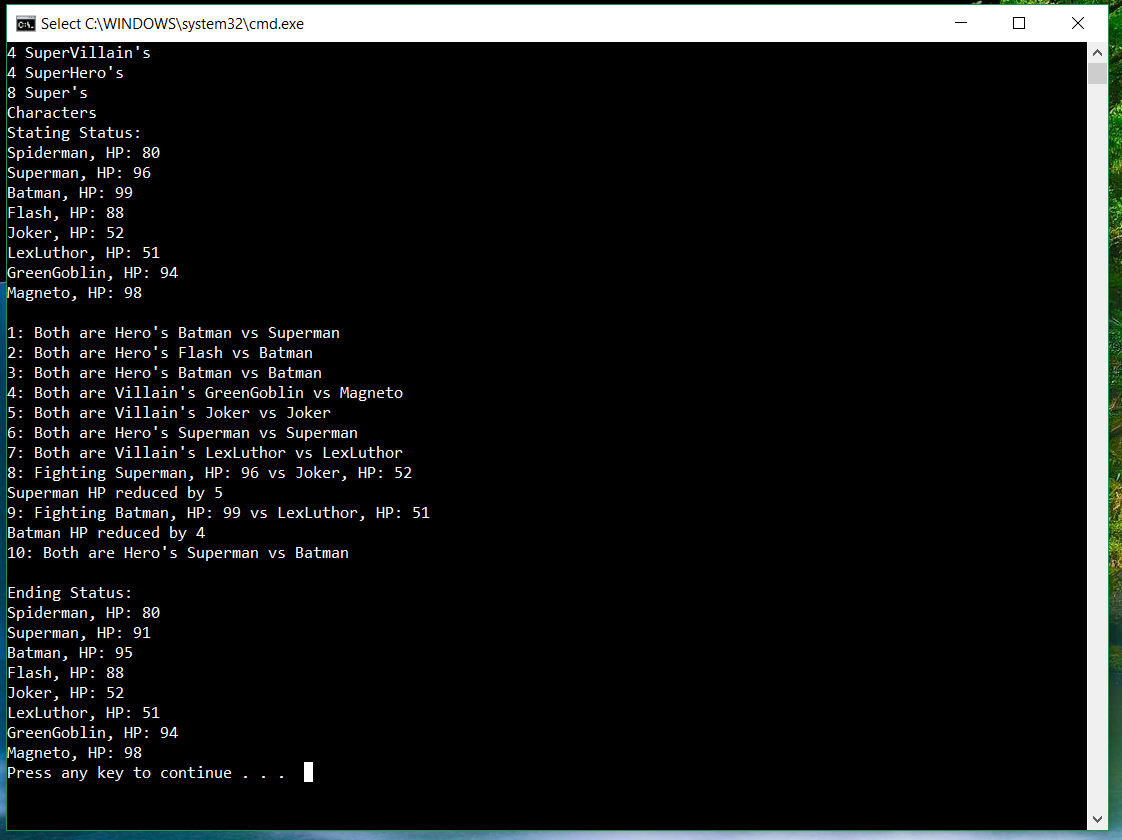 Select C:\WINDOWS\system32\cmd.exe
4 SuperVillain's
4 SuperHero's
8 Super's
Characters
Stating Status:
Spiderman, HP: 80
Superman, HP: 96
Batman, HP: 99
Flash, HP: 88
Joker, HP: 52
LexLuthor, HP: 51
GreenGoblin, HP: 94
Magneto, HP: 98
1: Both are Hero's Batman vs Superman
2: Both are Hero's Flash vs Batman
3: Both are Hero's Batman vs Batman
4: Both are Villain's GreenGoblin vs Magneto
5: Both are Villain's Joker vs Joker
6: Both are Hero's Superman vs Superman
7: Both are Villain's LexLuthor vs LexLuthor
8: Fighting Superman, HP: 96 vs Joker, HP: 52
Superman HP reduced by 5
9: Fighting Batman, HP: 99 vs LexLuthor, HP: 51
Batman HP reduced by 4
10: Both are Hero's Superman vs Batman
Ending Status:
Spiderman, HP: 80
Superman, HP: 91
Batman, HP: 95
Flash, HP: 88
Joker, HP: 52
LexLuthor, HP: 51
GreenGoblin, HP: 94
Magneto, HP: 98
Press any key to continue . . .